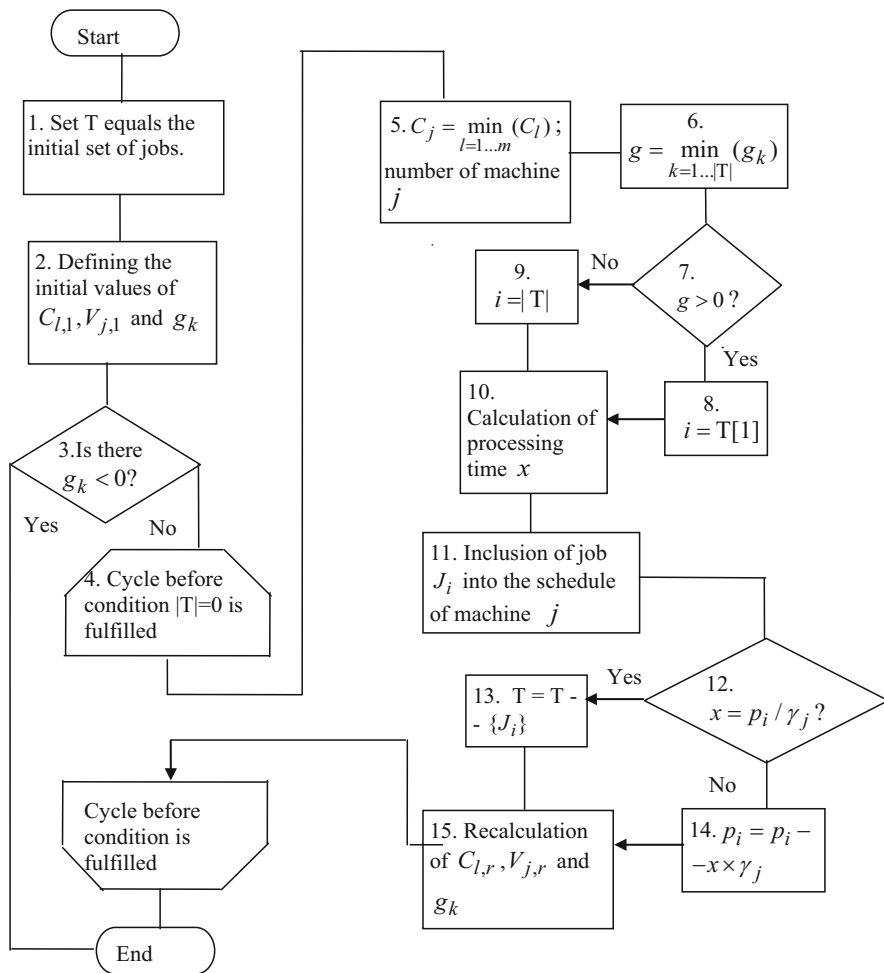 Start
1. Set T equals the
initial set of jobs.
2. Defining the
initial values of
C_{l,1}, V_{j,1} and g_k
3.Is there
g_k < 0?
Yes
No
4. Cycle before
condition |T|=0 is
fulfilled
5. C_j = min_{l=1...m} (C_l) ;
number of machine
j
6.
g = min_{k=1...|T|} (g_k)
7.
g > 0 ?
No
Yes
8.
i = T[1]
9.
i =| T|
10.
Calculation of
processing
time x
11. Inclusion of job
J_i into the schedule
of machine j
12.
x = p_i / γ_j ?
Yes
No
13. T = T -
- {J_i}
14. p_i = p_i −
−x × γ_j
15. Recalculation
of C_{l,r}, V_{j,r} and
g_k
Cycle before
condition is
fulfilled
End